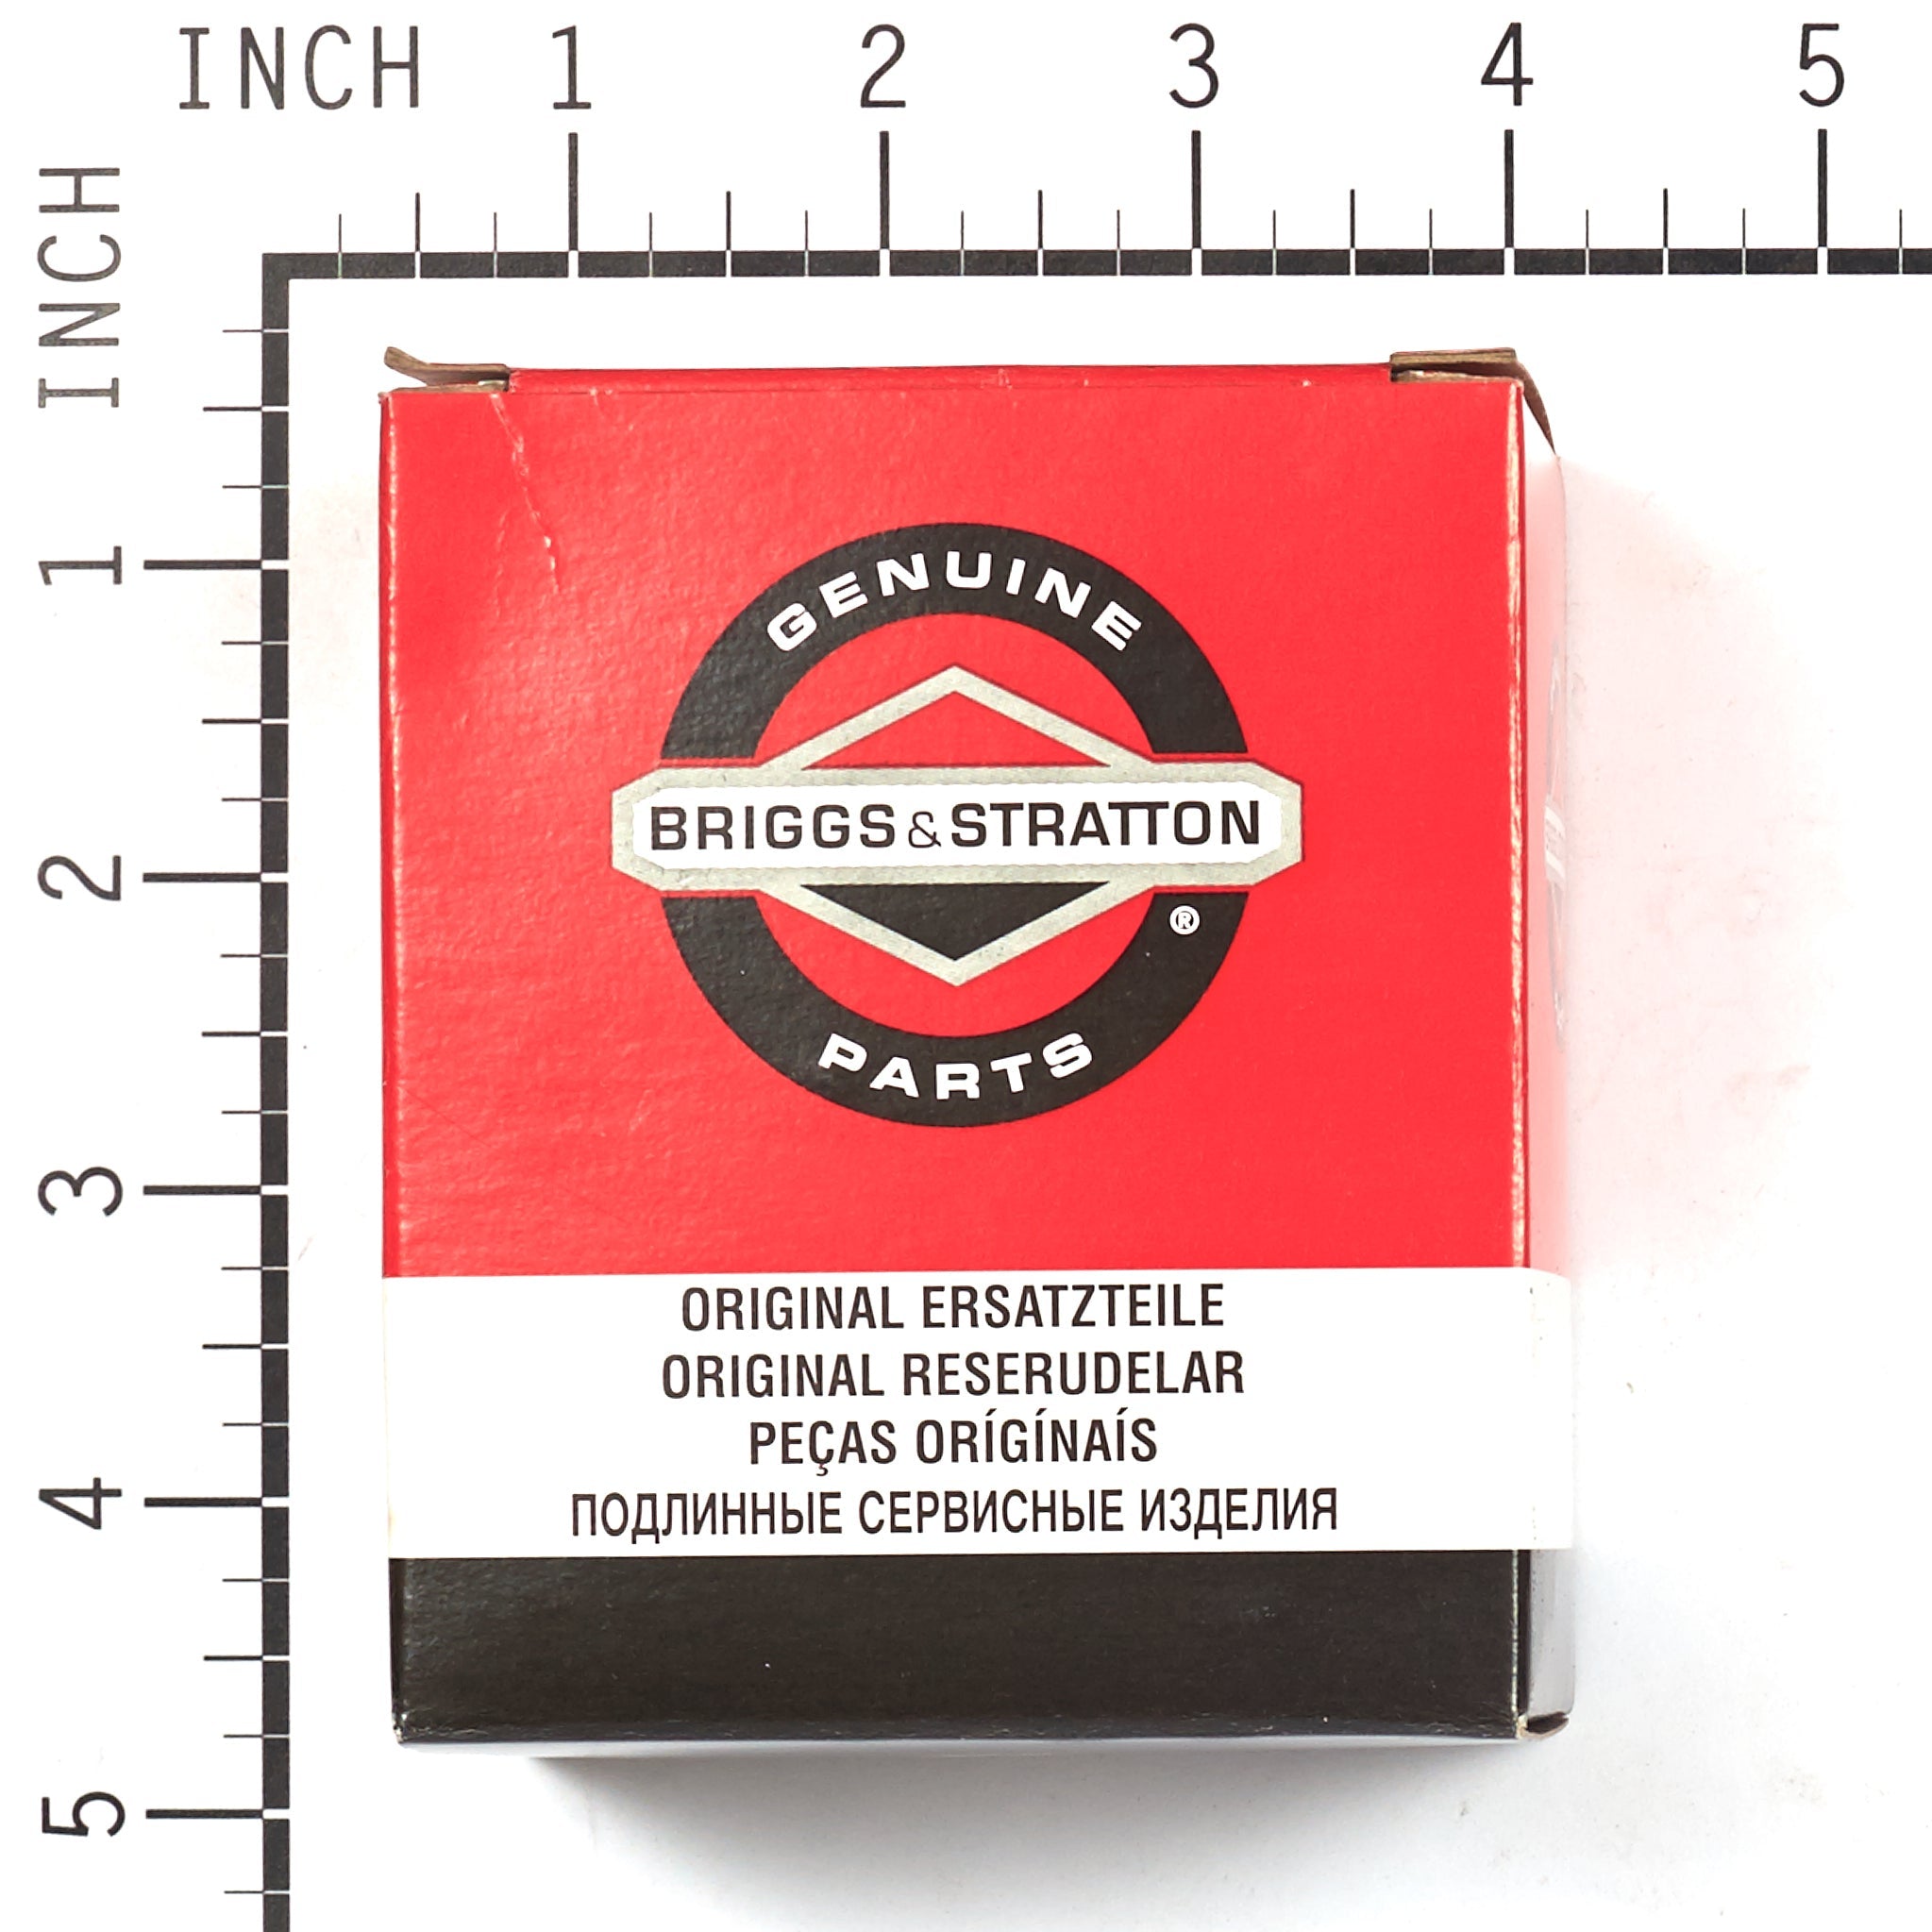 INCH 1 2 3 4 5
INCH
1
2
3
4
5
GENUINE
BRIGGS & STRATTON
®
PARTS
ORIGINAL ERSATZTEILE
ORIGINAL RESERUDELAR
PEÇAS ORÍGÍNAÍS
ПОДЛИННЫЕ СЕРВИСНЫЕ ИЗДЕЛИЯ